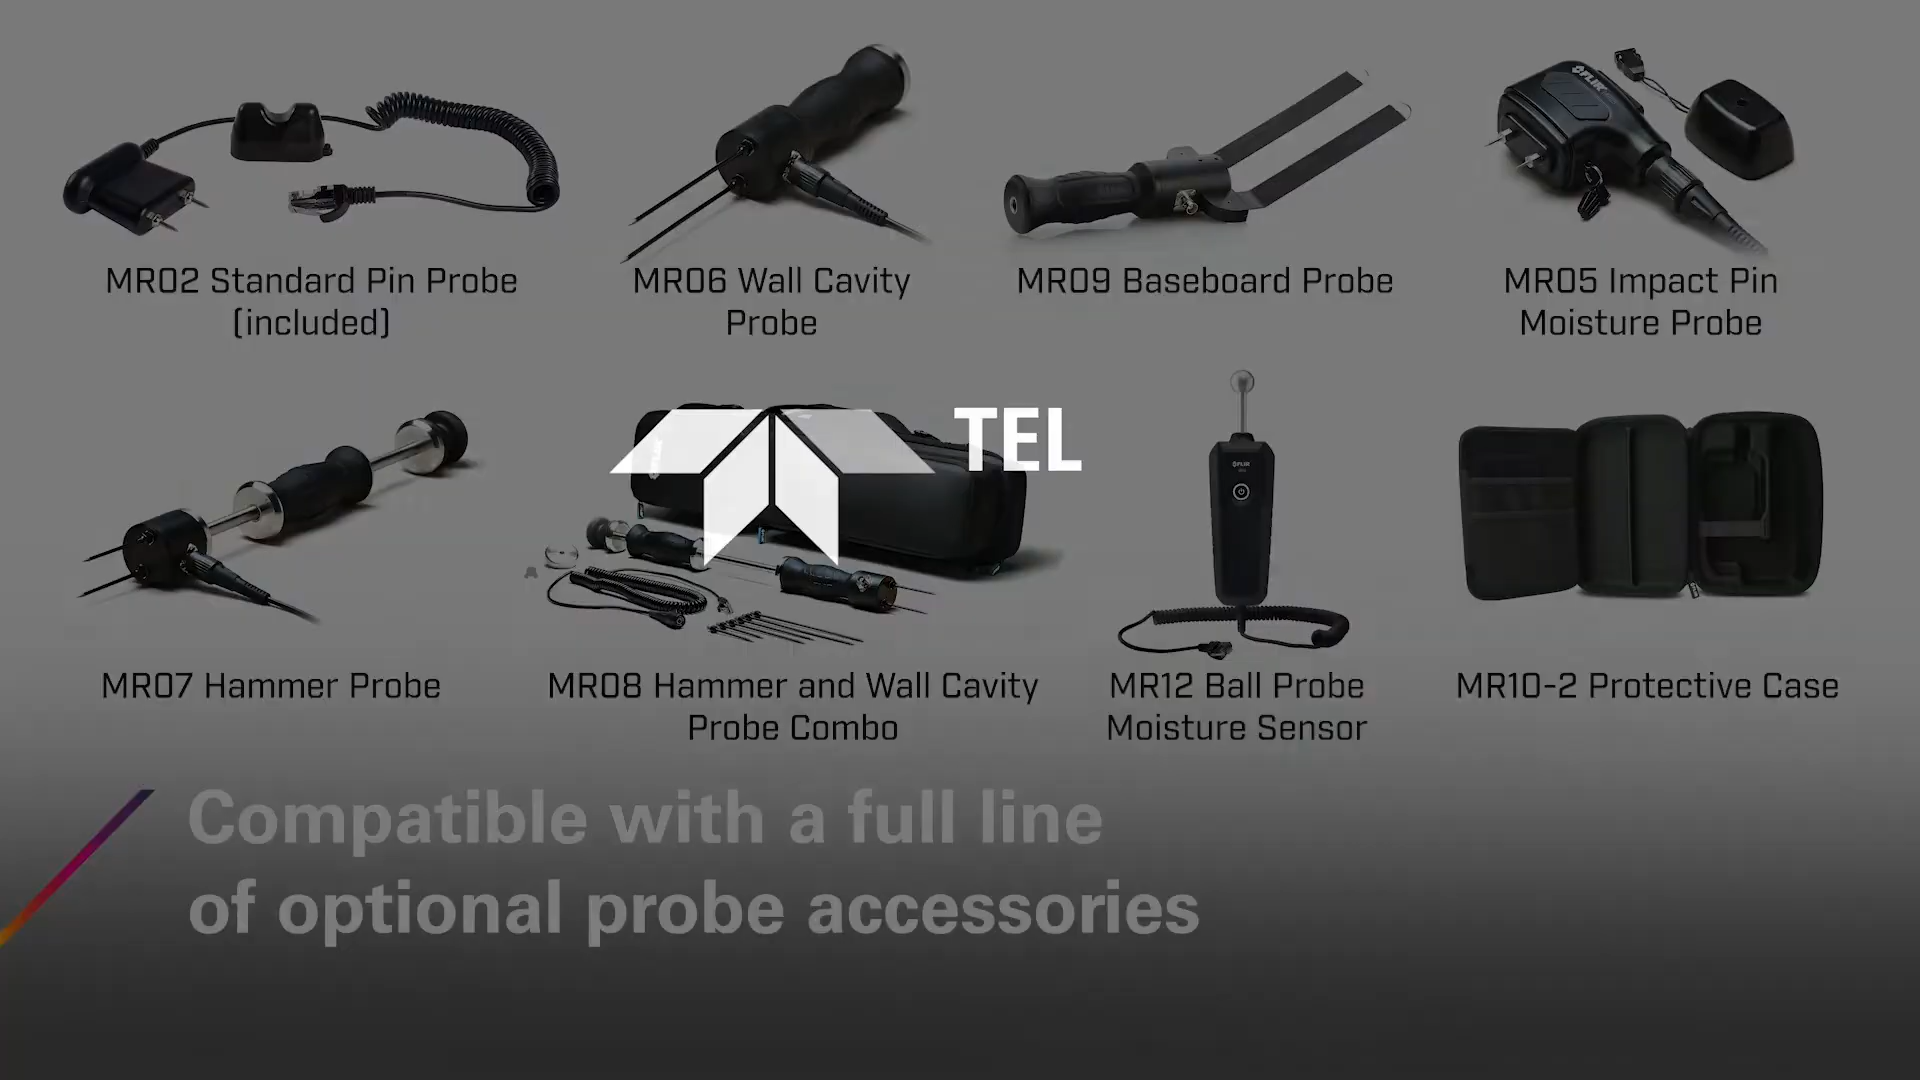 FLIR
MR02 Standard Pin Probe
(included)
MR06 Wall Cavity
Probe
MR09 Baseboard Probe
MR05 Impact Pin
Moisture Probe
TEL
FLIR
MR07 Hammer Probe
MR08 Hammer and Wall Cavity
Probe Combo
MR12 Ball Probe
Moisture Sensor
MR10-2 Protective Case
Compatible with a full line
of optional probe accessories